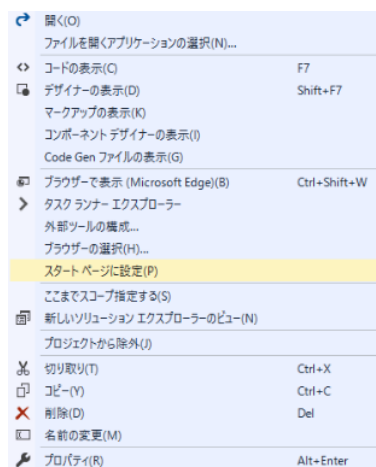 開く(O)
ファイルを開くアプリケーションの選択(N)...
コードの表示(C) F7
デザイナーの表示(D) Shift+F7
マークアップの表示(K)
コンポーネント デザイナーの表示(I)
Code Gen ファイルの表示(G)
ブラウザーで表示 (Microsoft Edge)(B) Ctrl+Shift+W
タスク ランナー エクスプローラー
外部ツールの構成...
ブラウザーの選択(H)...
スタート ページに設定(P)
ここまでスコープ指定する(S)
新しいソリューション エクスプローラーのビュー(N)
プロジェクトから除外(J)
切り取り(T) Ctrl+X
コピー(Y) Ctrl+C
削除(D) Del
名前の変更(M)
プロパティ(R) Alt+Enter